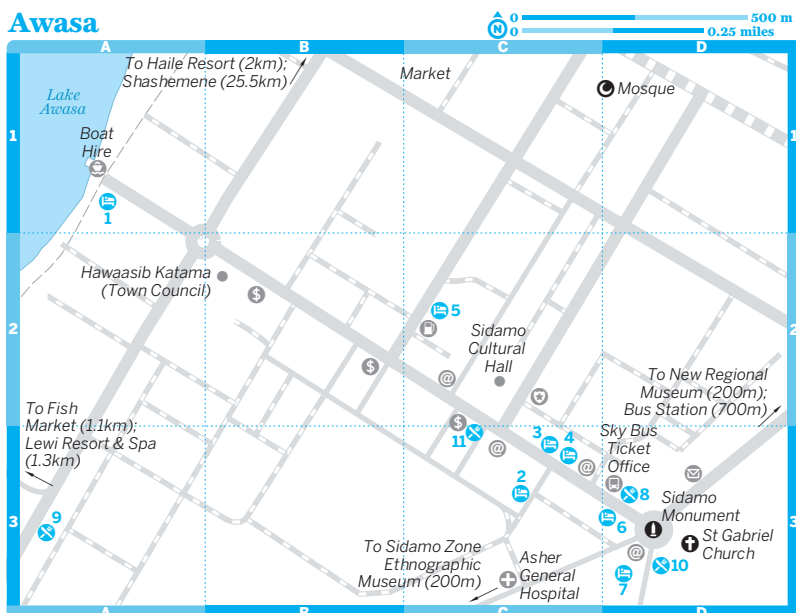 Awasa
N
0 500 m
0 0.25 miles
A B C D
To Haile Resort (2km);
Shashemene (25.5km)
Market
Mosque
Lake
Awasa
Boat
Hire
1
1
1
Hawaasib Katama
(Town Council)
$
5
Sidamo
Cultural
Hall
2
2
$
@
To New Regional
Museum (200m);
Bus Station (700m)
To Fish
Market (1.1km);
Lewi Resort & Spa
(1.3km)
$
11
@
3
4
@
Sky Bus
Ticket
Office
2
8
Sidamo
Monument
3
3
9
6
St Gabriel
Church
To Sidamo Zone
Ethnographic
Museum (200m)
Asher
General
Hospital
@
10
7
A B C D